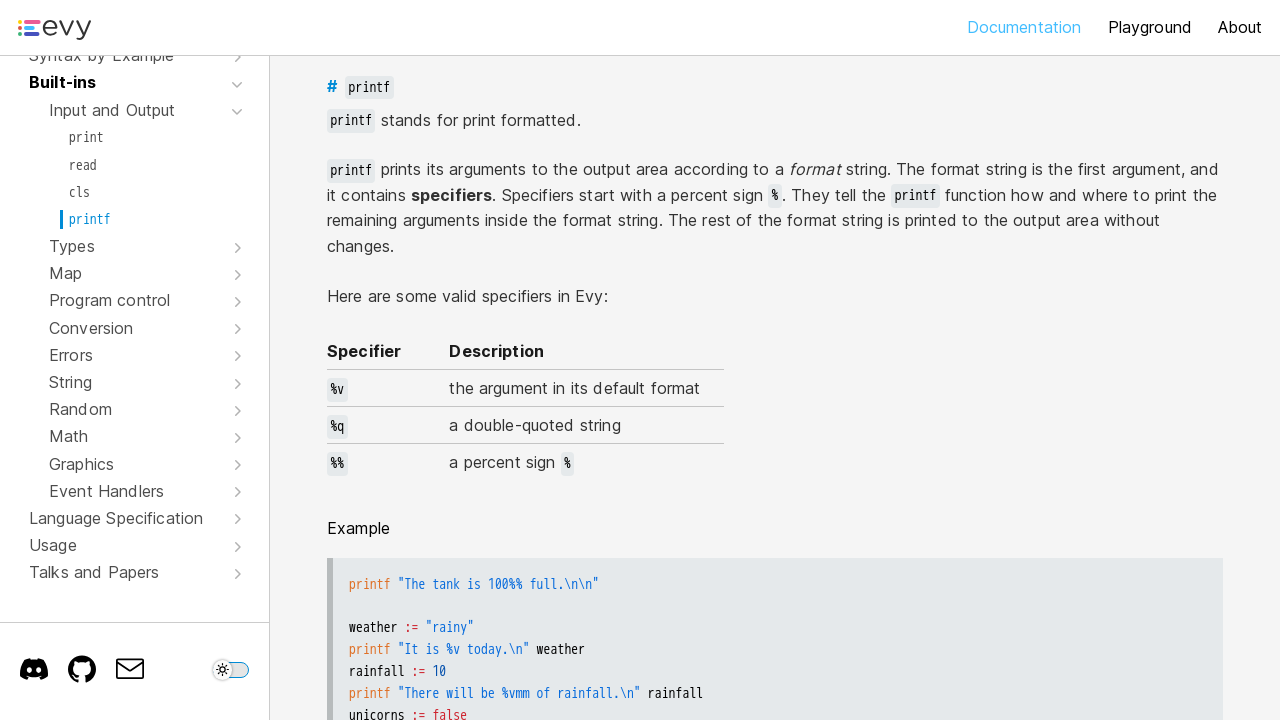 evy
Documentation
Playground
About
Syntax by Example
Built-ins
Input and Output
print
read
cls
printf
Types
Map
Program control
Conversion
Errors
String
Random
Math
Graphics
Event Handlers
Language Specification
Usage
Talks and Papers
# printf
printf stands for print formatted.
printf prints its arguments to the output area according to a format string. The format string is the first argument, and
it contains specifiers. Specifiers start with a percent sign %. They tell the printf function how and where to print the
remaining arguments inside the format string. The rest of the format string is printed to the output area without
changes.
Here are some valid specifiers in Evy:
Specifier Description
%v the argument in its default format
%q a double-quoted string
%% a percent sign %
Example
printf "The tank is 100%% full.\n\n"
weather := "rainy"
printf "It is %v today.\n" weather
rainfall := 10
printf "There will be %vmm of rainfall.\n" rainfall
unicorns := false